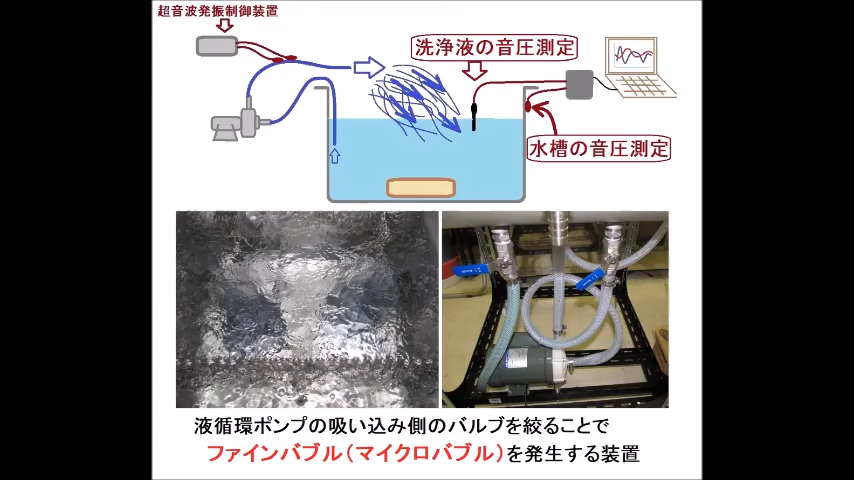 超音波発振制御装置
洗浄液の音圧測定
水槽の音圧測定
液循環ポンプの吸い込み側のバルブを絞ることで
ファインバブル（マイクロバブル）を発生する装置